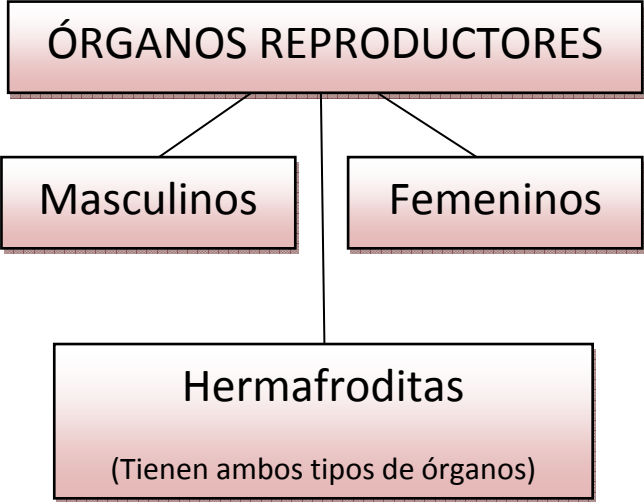 ÓRGANOS REPRODUCTORES
Masculinos
Femeninos
Hermafroditas
(Tienen ambos tipos de órganos)